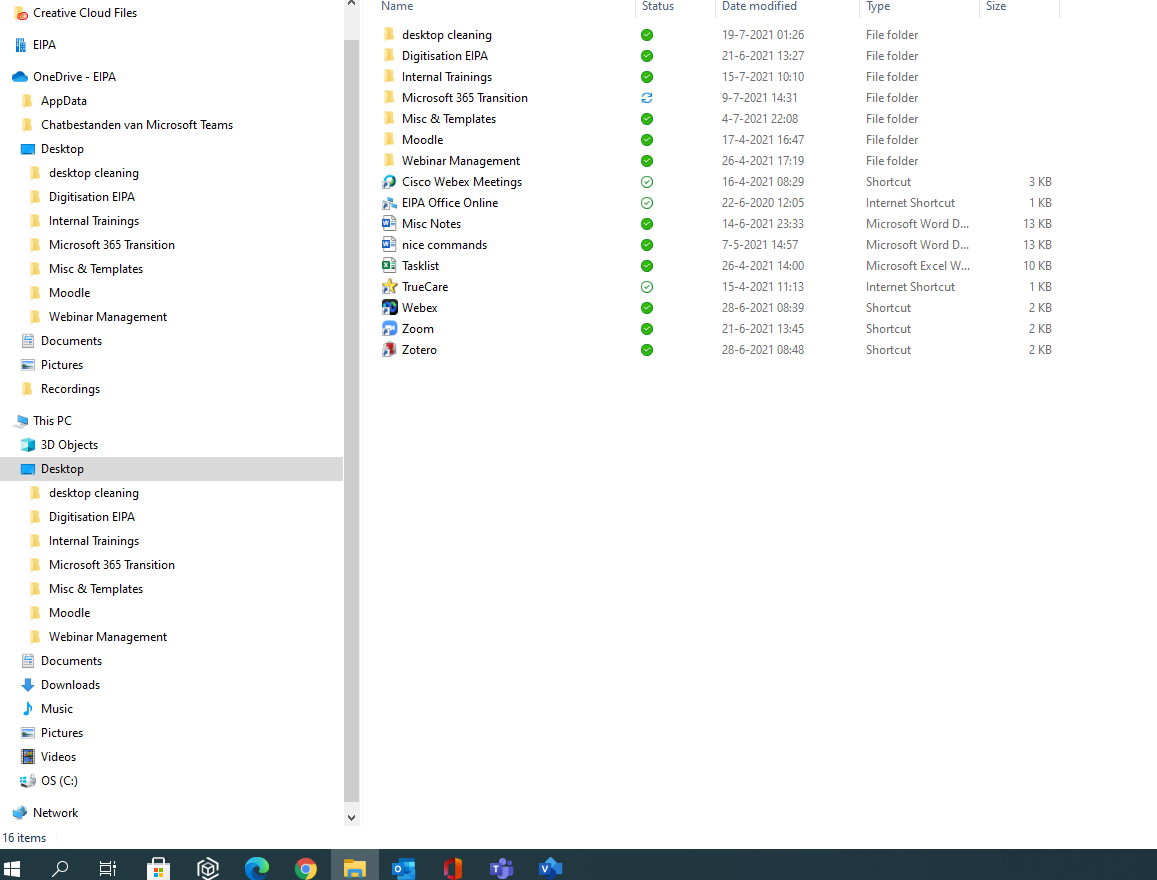 Creative Cloud Files
EIPA
OneDrive - EIPA
AppData
Chatbestanden van Microsoft Teams
Desktop
desktop cleaning
Digitisation EIPA
Internal Trainings
Microsoft 365 Transition
Misc & Templates
Moodle
Webinar Management
Documents
Pictures
Recordings
This PC
3D Objects
Desktop
desktop cleaning
Digitisation EIPA
Internal Trainings
Microsoft 365 Transition
Misc & Templates
Moodle
Webinar Management
Documents
Downloads
Music
Pictures
Videos
OS (C:)
Network
16 items
Name Status Date modified Type Size
desktop cleaning 19-7-2021 01:26 File folder
Digitisation EIPA 21-6-2021 13:27 File folder
Internal Trainings 15-7-2021 10:10 File folder
Microsoft 365 Transition 9-7-2021 14:31 File folder
Misc & Templates 4-7-2021 22:08 File folder
Moodle 17-4-2021 16:47 File folder
Webinar Management 26-4-2021 17:19 File folder
Cisco Webex Meetings 16-4-2021 08:29 Shortcut 3 KB
EIPA Office Online 22-6-2020 12:05 Internet Shortcut 1 KB
Misc Notes 14-6-2021 23:33 Microsoft Word D... 13 KB
nice commands 7-5-2021 14:57 Microsoft Word D... 13 KB
Tasklist 26-4-2021 14:00 Microsoft Excel W... 10 KB
TrueCare 15-4-2021 11:13 Internet Shortcut 1 KB
Webex 28-6-2021 08:39 Shortcut 2 KB
Zoom 21-6-2021 13:45 Shortcut 2 KB
Zotero 28-6-2021 08:48 Shortcut 2 KB